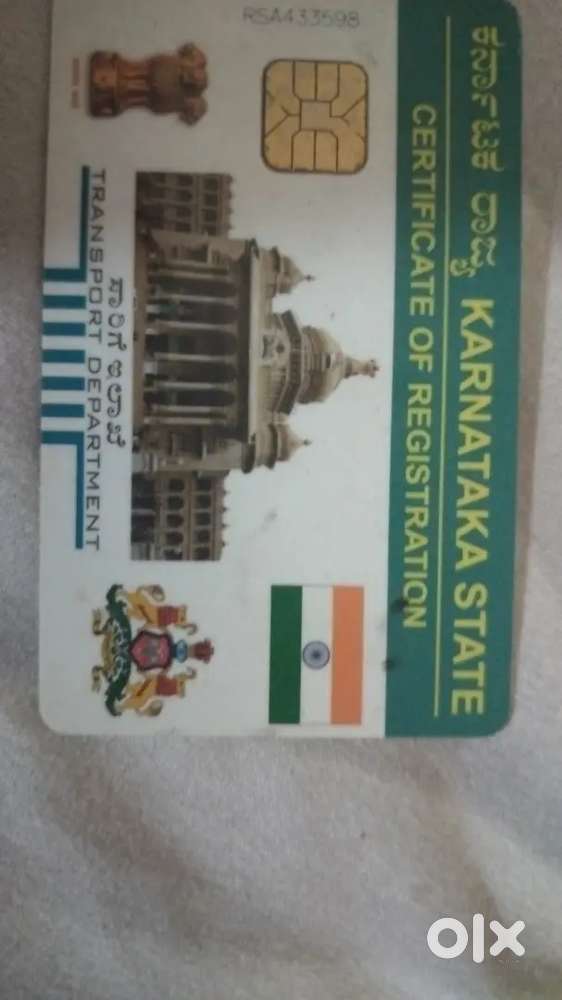 ಕರ್ನಾಟಕ ರಾಜ್ಯ KARNATAKA STATE
CERTIFICATE OF REGISTRATION
RSA433598
ಸಾರಿಗೆ ಇಲಾಖೆ
TRANSPORT DEPARTMENT
olx